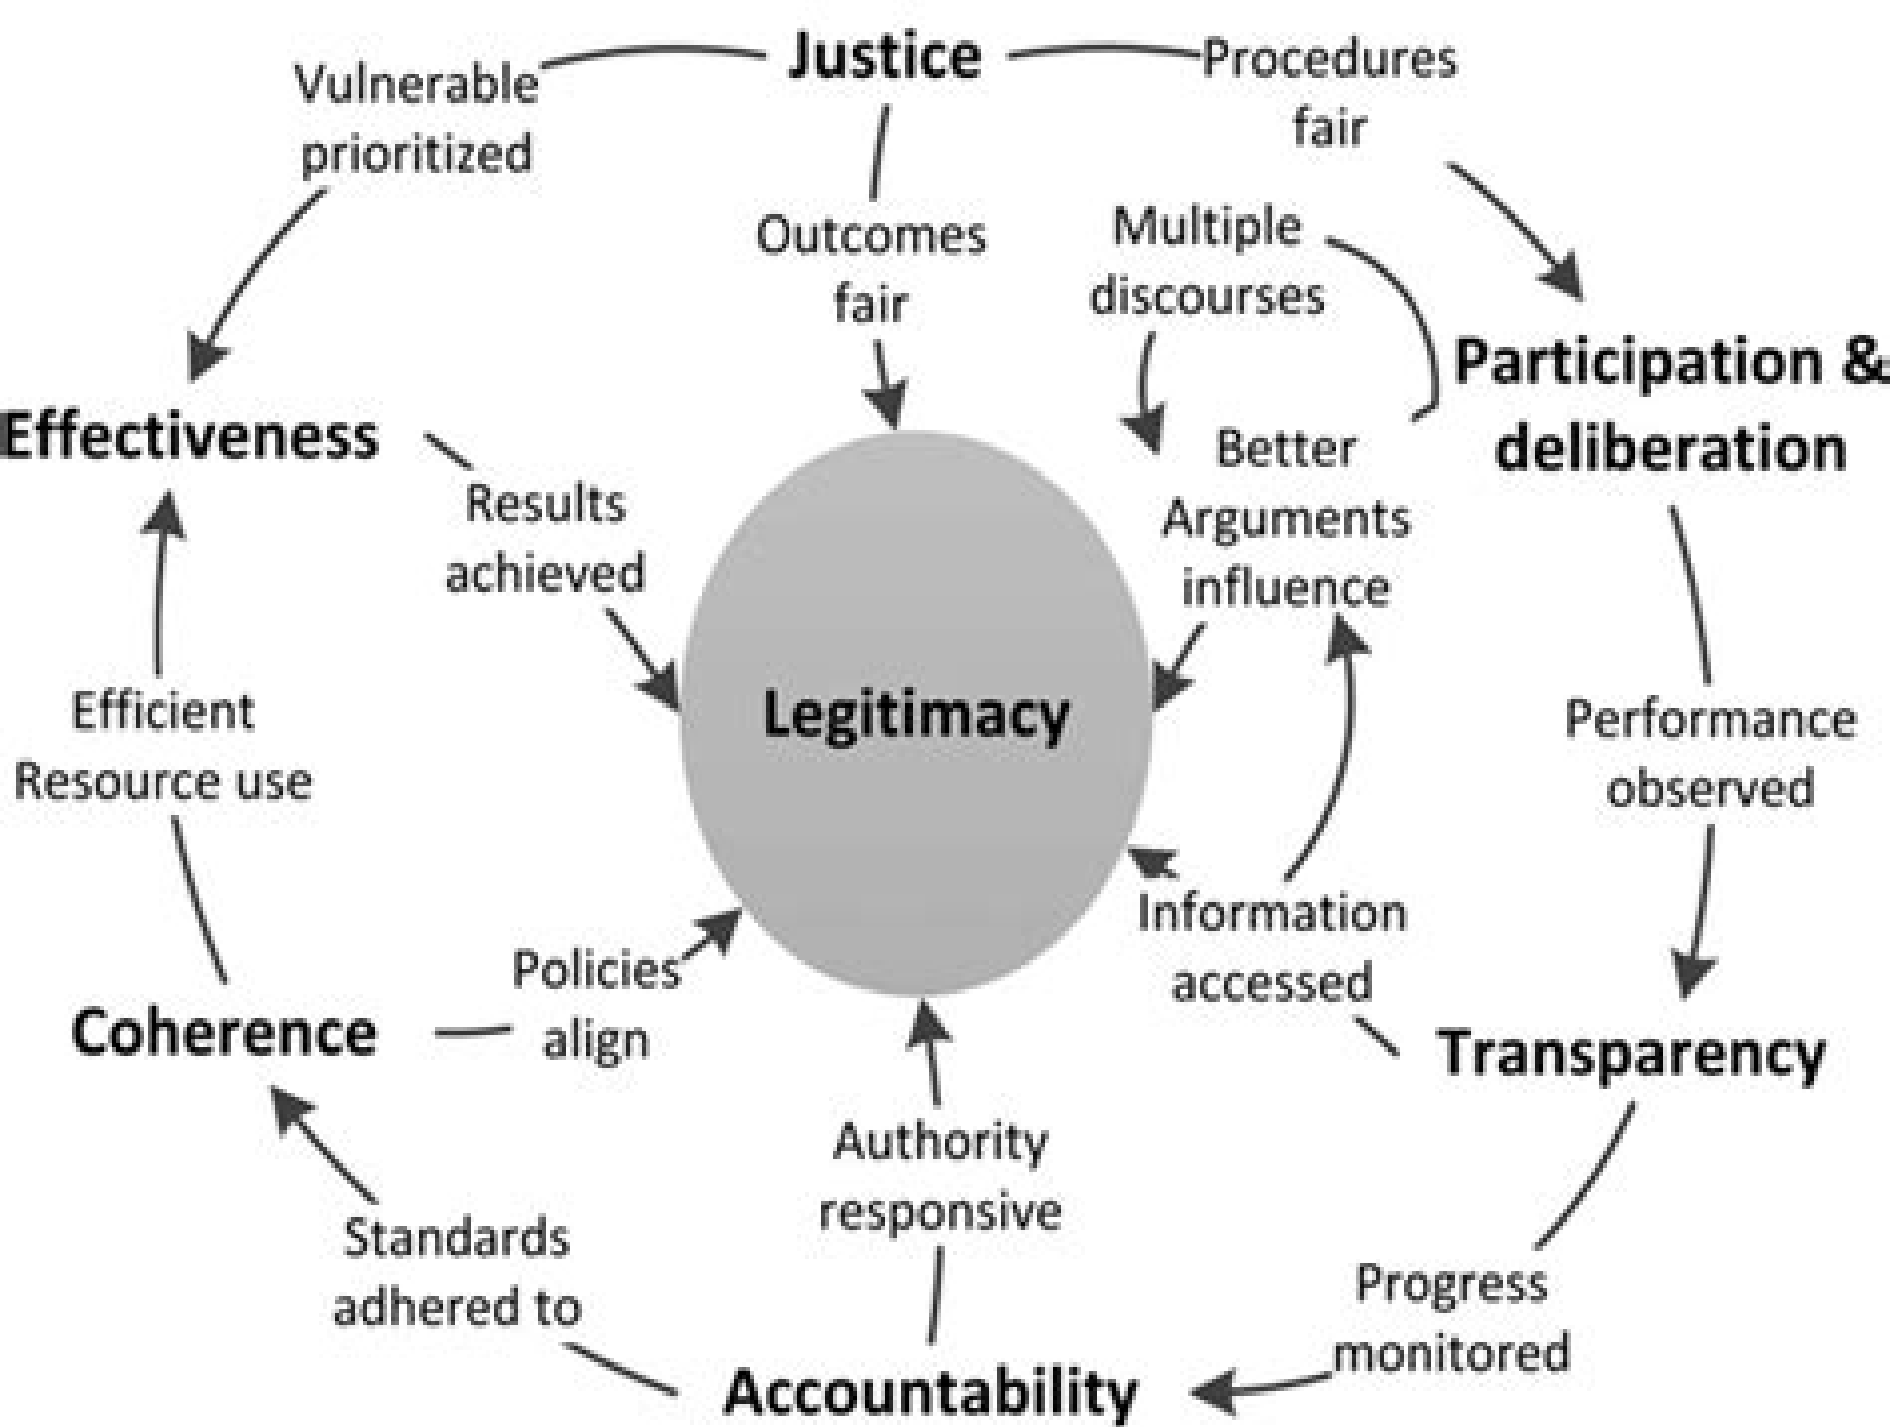 Justice
Vulnerable
prioritized
Procedures
fair
Outcomes
fair
Multiple
discourses
Participation &
deliberation
Effectiveness
Results
achieved
Better
Arguments
influence
Legitimacy
Efficient
Resource use
Performance
observed
Information
accessed
Policies
align
Coherence
Transparency
Authority
responsive
Standards
adhered to
Progress
monitored
Accountability